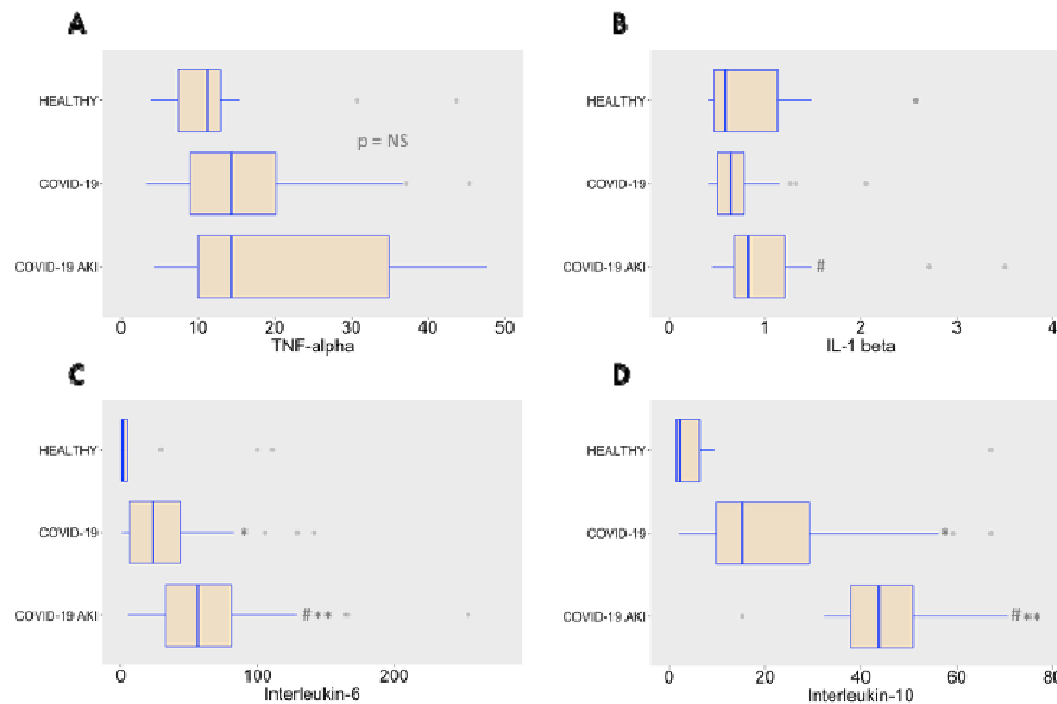 A
HEALTHY
p = NS
COVID-19
COVID-19 AKI
0 10 20 30 40 50
TNF-alpha
B
HEALTHY
COVID-19
COVID-19 AKI #
0 1 2 3 4
IL-1 beta
C
HEALTHY
COVID-19 *
COVID-19 AKI #**
0 100 200
Interleukin-6
D
HEALTHY
COVID-19 *
COVID-19 AKI #**
0 20 40 60 80
Interleukin-10